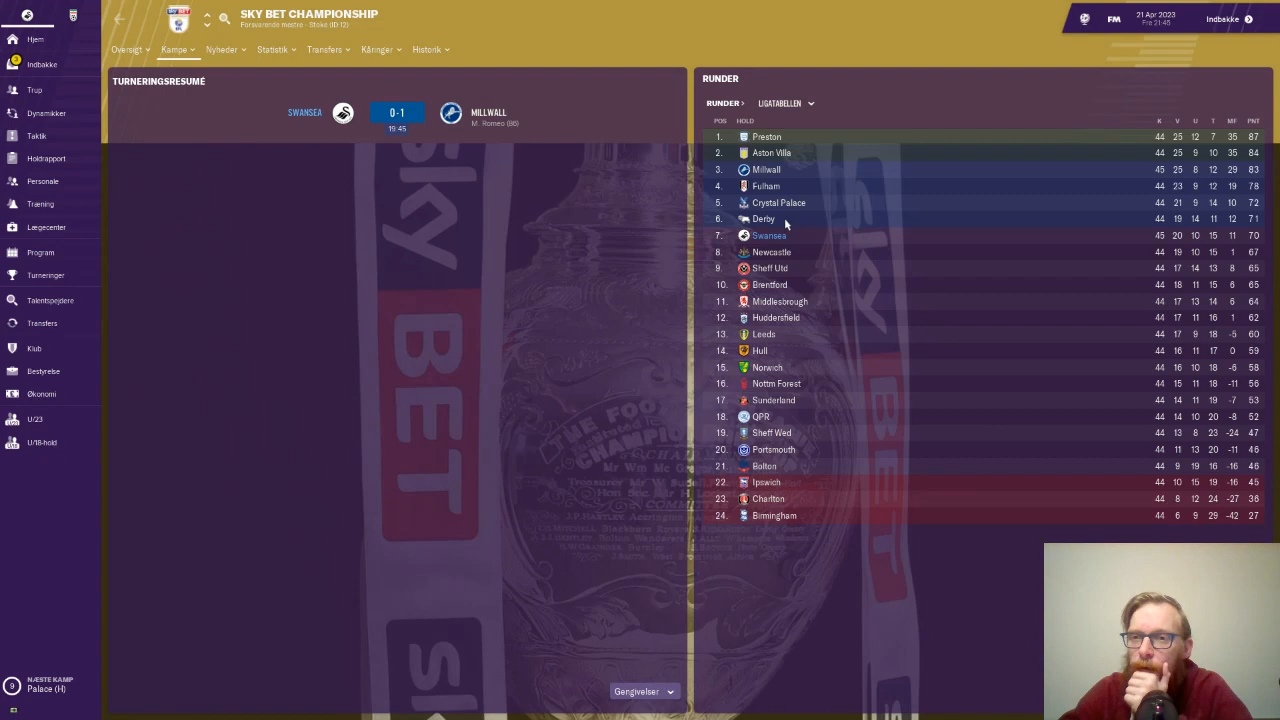 SKY BET CHAMPIONSHIP
Forsvarende mestre - Stoke (ID:12)
21 Apr 2023
Fre 21:45
FM
Indbakke
Oversigt
Kampe
Nyheder
Statistik
Transfers
Kåringer
Historik
Hjem
3
Indbakke
Trup
Dynamikker
Taktik
Holdrapport
Personale
Træning
Lægecenter
Program
Turneringer
Talentspejdere
Transfers
Klub
Bestyrelse
Økonomi
U/23
U/18-hold
9
NÆSTE KAMP
Palace (H)
TURNERINGSRESUMÉ
SWANSEA 0-1 MILLWALL
19:45
M. Romeo (86)
Gengivelser
RUNDER
RUNDER > LIGATABELLEN
POS HOLD K V U T MF PNT
1. Preston 44 25 12 7 35 87
2. Aston Villa 44 25 9 10 35 84
3. Millwall 45 25 8 12 29 83
4. Fulham 44 23 9 12 19 78
5. Crystal Palace 44 21 9 14 10 72
6. Derby 44 19 14 11 12 71
7. Swansea 45 20 10 15 11 70
8. Newcastle 44 19 10 15 1 67
9. Sheff Utd 44 17 14 13 8 65
10. Brentford 44 18 11 15 6 65
11. Middlesbrough 44 17 13 14 6 64
12. Huddersfield 44 17 11 16 1 62
13. Leeds 44 17 9 18 -5 60
14. Hull 44 16 11 17 0 59
15. Norwich 44 16 10 18 -6 58
16. Nottm Forest 44 15 11 18 -11 56
17. Sunderland 44 14 11 19 -7 53
18. QPR 44 14 10 20 -8 52
19. Sheff Wed 44 13 8 23 -24 47
20. Portsmouth 44 11 13 20 -11 46
21. Bolton 44 9 19 16 -16 46
22. Ipswich 44 10 15 19 -16 45
23. Charlton 44 8 12 24 -27 36
24. Birmingham 44 6 9 29 -42 27
sky
BET